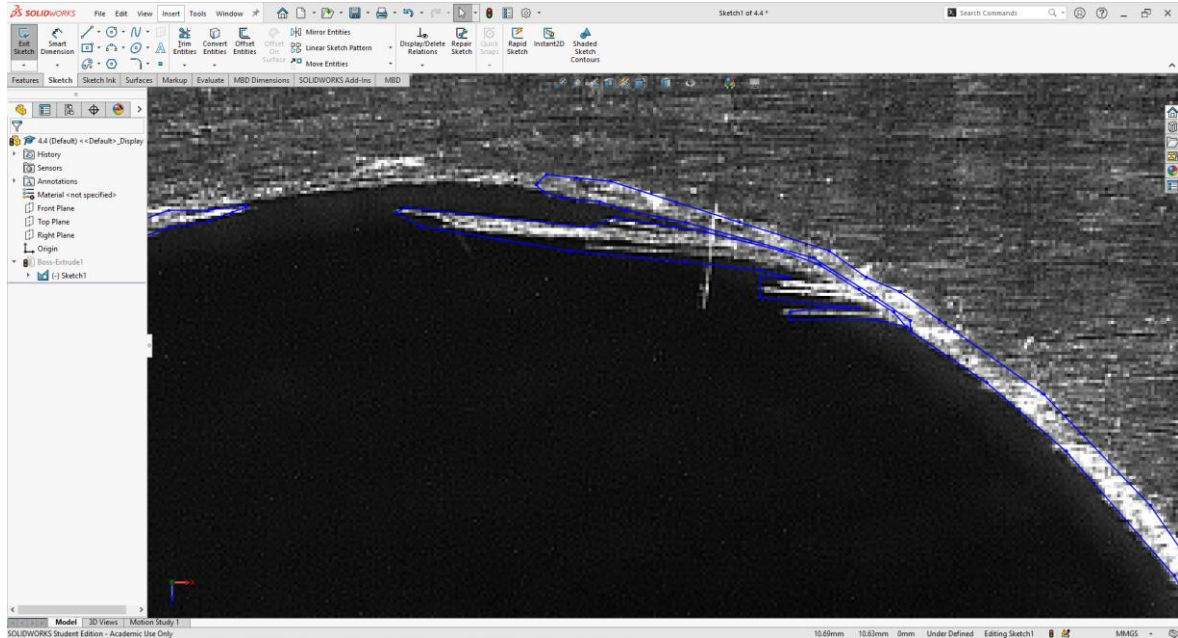 SOLIDWORKS File Edit View Insert Tools Window Sketch1 of 4.4 * Search Commands
Exit Sketch
Smart Dimension
Trim Entities
Convert Entities
Offset Entities
Offset On Surface
Mirror Entities
Linear Sketch Pattern
Move Entities
Display/Delete Relations
Repair Sketch
Quick Snaps
Rapid Sketch
Instant2D
Shaded Sketch Contours
Features Sketch Sketch Ink Surfaces Markup Evaluate MBD Dimensions SOLIDWORKS Add-Ins MBD
4.4 (Default) <<Default>_Display
History
Sensors
Annotations
Material <not specified>
Front Plane
Top Plane
Right Plane
Origin
Boss-Extrude1
(-) Sketch1
Model 3D Views Motion Study 1
SOLIDWORKS Student Edition - Academic Use Only 10.69mm 10.63mm 0mm Under Defined Editing Sketch1 MMGS